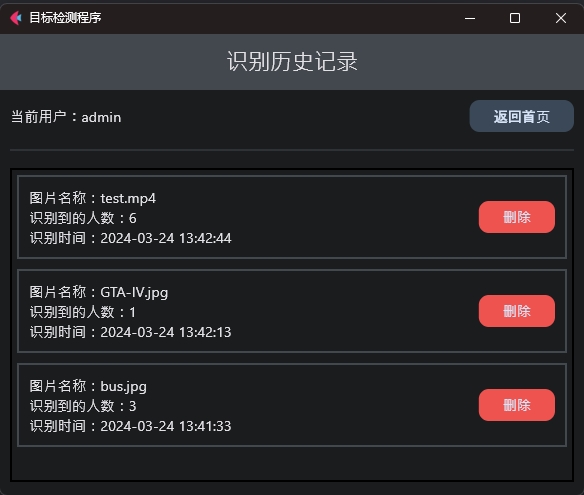 目标检测程序
识别历史记录
当前用户：admin
返回首页
图片名称：test.mp4
识别到的人数：6
识别时间：2024-03-24 13:42:44
删除
图片名称：GTA-IV.jpg
识别到的人数：1
识别时间：2024-03-24 13:42:13
删除
图片名称：bus.jpg
识别到的人数：3
识别时间：2024-03-24 13:41:33
删除